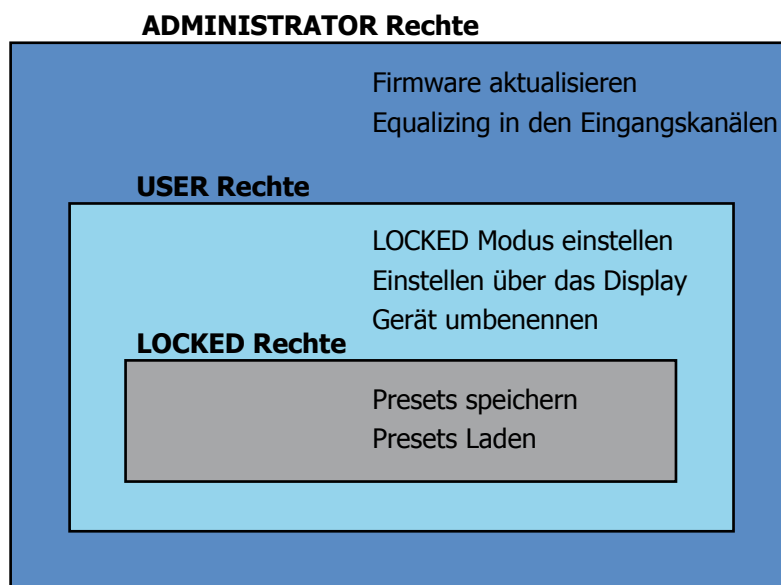 ADMINISTRATOR Rechte
Firmware aktualisieren
Equalizing in den Eingangskanälen
USER Rechte
LOCKED Modus einstellen
Einstellen über das Display
Gerät umbenennen
LOCKED Rechte
Presets speichern
Presets Laden